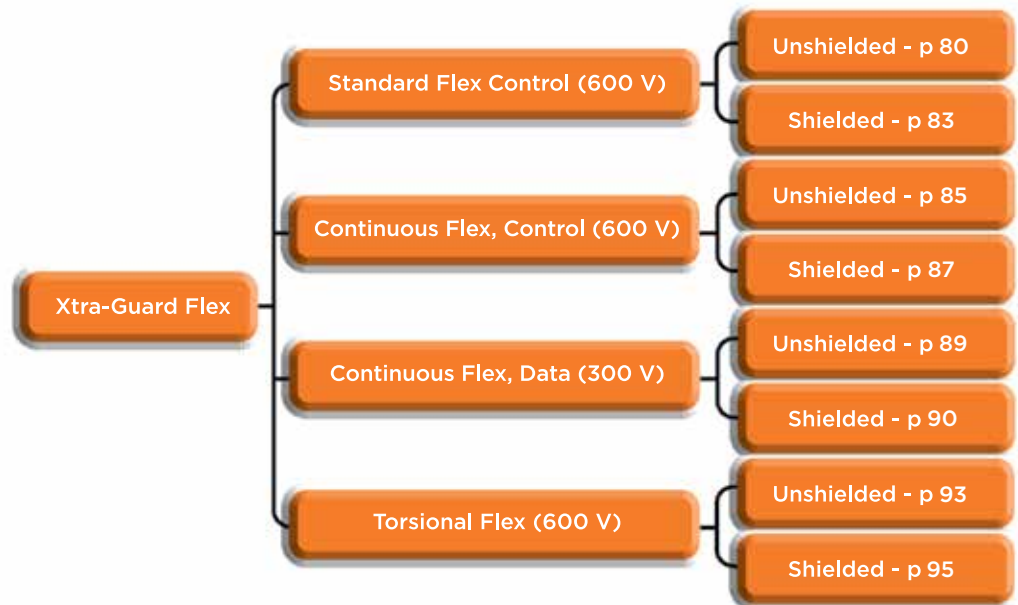 Xtra-Guard Flex
Standard Flex Control (600 V)
Unshielded - p 80
Shielded - p 83
Continuous Flex, Control (600 V)
Unshielded - p 85
Shielded - p 87
Continuous Flex, Data (300 V)
Unshielded - p 89
Shielded - p 90
Torsional Flex (600 V)
Unshielded - p 93
Shielded - p 95